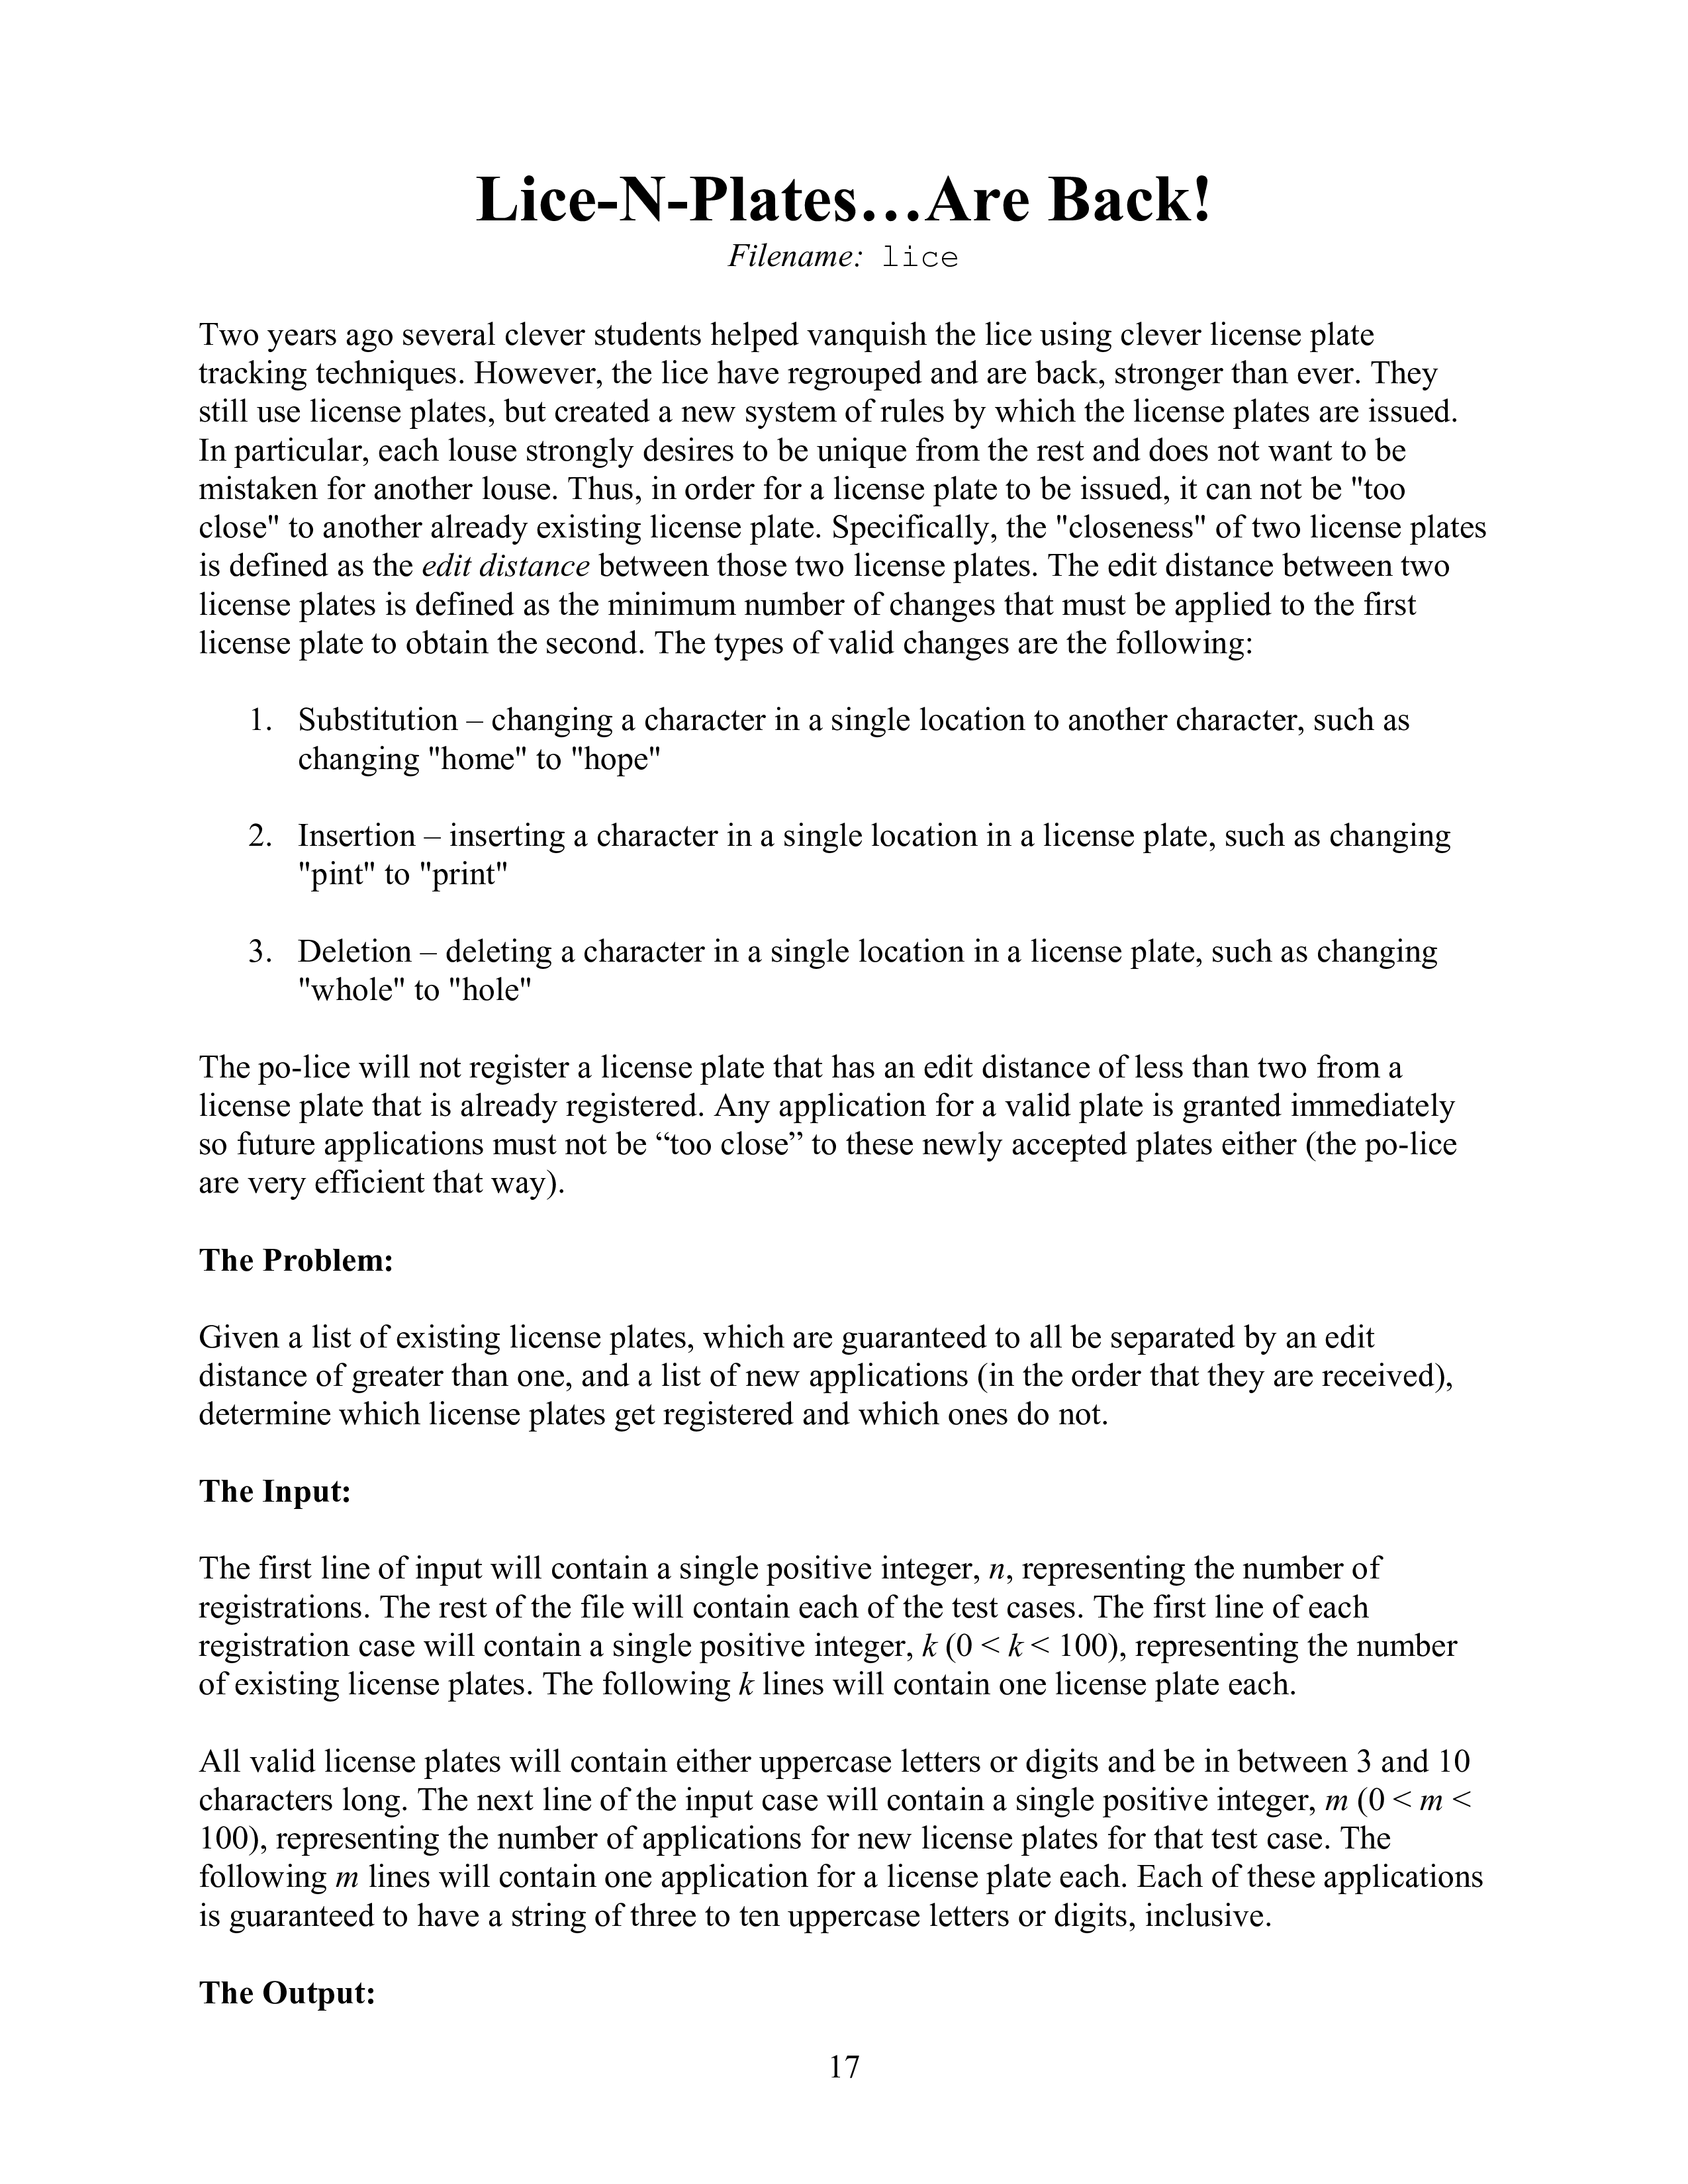 Lice-N-Plates…Are Back!
Filename: lice
Two years ago several clever students helped vanquish the lice using clever license plate
tracking techniques. However, the lice have regrouped and are back, stronger than ever. They
still use license plates, but created a new system of rules by which the license plates are issued.
In particular, each louse strongly desires to be unique from the rest and does not want to be
mistaken for another louse. Thus, in order for a license plate to be issued, it can not be "too
close" to another already existing license plate. Specifically, the "closeness" of two license plates
is defined as the edit distance between those two license plates. The edit distance between two
license plates is defined as the minimum number of changes that must be applied to the first
license plate to obtain the second. The types of valid changes are the following:
1. Substitution – changing a character in a single location to another character, such as
changing "home" to "hope"
2. Insertion – inserting a character in a single location in a license plate, such as changing
"pint" to "print"
3. Deletion – deleting a character in a single location in a license plate, such as changing
"whole" to "hole"
The po-lice will not register a license plate that has an edit distance of less than two from a
license plate that is already registered. Any application for a valid plate is granted immediately
so future applications must not be “too close” to these newly accepted plates either (the po-lice
are very efficient that way).
The Problem:
Given a list of existing license plates, which are guaranteed to all be separated by an edit
distance of greater than one, and a list of new applications (in the order that they are received),
determine which license plates get registered and which ones do not.
The Input:
The first line of input will contain a single positive integer, n, representing the number of
registrations. The rest of the file will contain each of the test cases. The first line of each
registration case will contain a single positive integer, k (0 < k < 100), representing the number
of existing license plates. The following k lines will contain one license plate each.
All valid license plates will contain either uppercase letters or digits and be in between 3 and 10
characters long. The next line of the input case will contain a single positive integer, m (0 < m <
100), representing the number of applications for new license plates for that test case. The
following m lines will contain one application for a license plate each. Each of these applications
is guaranteed to have a string of three to ten uppercase letters or digits, inclusive.
The Output:
17